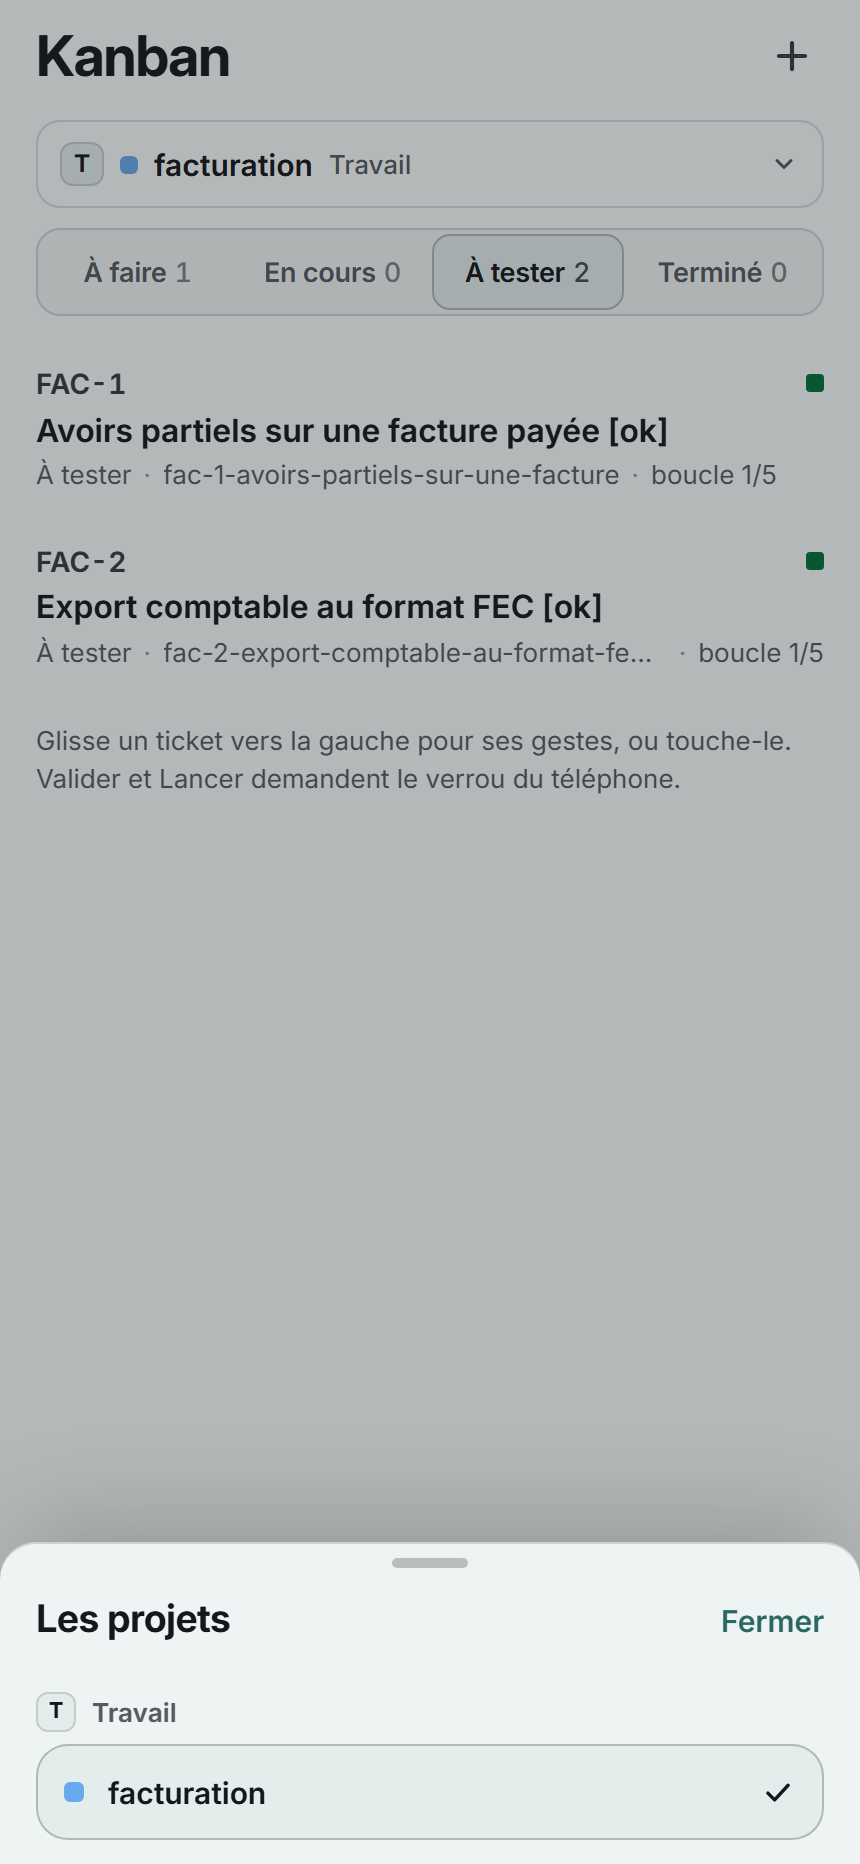 Kanban
T facturation Travail
À faire 1 En cours 0 À tester 2 Terminé 0
FAC-1
Avoirs partiels sur une facture payée [ok]
À tester · fac-1-avoirs-partiels-sur-une-facture · boucle 1/5
FAC-2
Export comptable au format FEC [ok]
À tester · fac-2-export-comptable-au-format-fe... · boucle 1/5
Glisse un ticket vers la gauche pour ses gestes, ou touche-le.
Valider et Lancer demandent le verrou du téléphone.
Les projets Fermer
T Travail
facturation